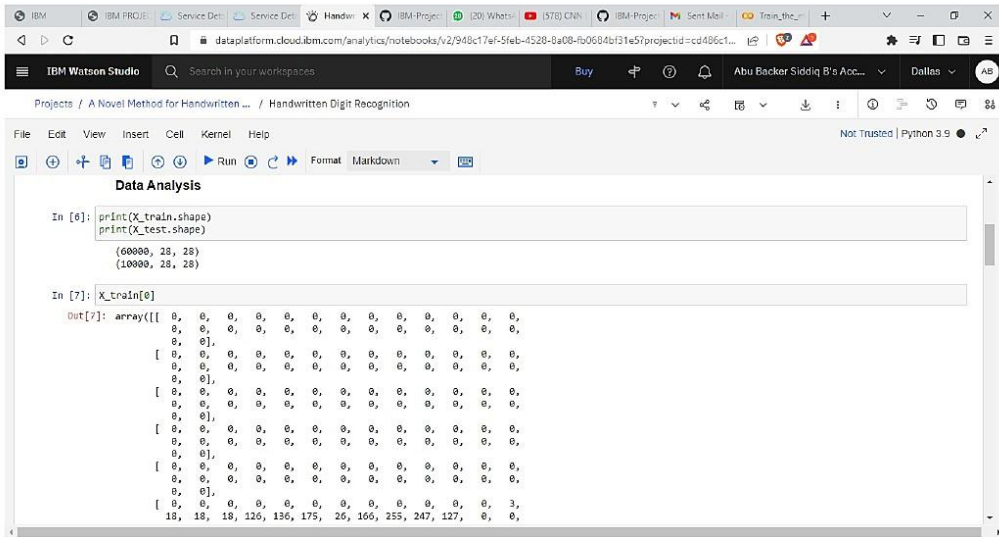 IBM IBM PROJEC Service Deta Service Deta Handwr IBM-Project (20) WhatsA (578) CNN IBM-Project Sent Mail - Train_the_m
dataplatform.cloud.ibm.com/analytics/notebooks/v2/948c17ef-5feb-4528-8a08-fb0684bf31e5?projectid=cd486c1...
IBM Watson Studio Search in your workspaces Buy Abu Backer Siddiq B's Acc... Dallas AB
Projects / A Novel Method for Handwritten ... / Handwritten Digit Recognition
File Edit View Insert Cell Kernel Help Not Trusted | Python 3.9
Run Format Markdown
Data Analysis
In [6]: print(X_train.shape)
print(X_test.shape)
(60000, 28, 28)
(10000, 28, 28)
In [7]: X_train[0]
Out[7]: array([[ 0, 0, 0, 0, 0, 0, 0, 0, 0, 0, 0, 0, 0,
0, 0, 0, 0, 0, 0, 0, 0, 0, 0, 0, 0, 0,
0, 0],
[ 0, 0, 0, 0, 0, 0, 0, 0, 0, 0, 0, 0, 0,
0, 0, 0, 0, 0, 0, 0, 0, 0, 0, 0, 0, 0,
0, 0],
[ 0, 0, 0, 0, 0, 0, 0, 0, 0, 0, 0, 0, 0,
0, 0, 0, 0, 0, 0, 0, 0, 0, 0, 0, 0, 0,
0, 0],
[ 0, 0, 0, 0, 0, 0, 0, 0, 0, 0, 0, 0, 0,
0, 0, 0, 0, 0, 0, 0, 0, 0, 0, 0, 0, 0,
0, 0],
[ 0, 0, 0, 0, 0, 0, 0, 0, 0, 0, 0, 0, 0,
0, 0, 0, 0, 0, 0, 0, 0, 0, 0, 0, 0, 0,
0, 0],
[ 0, 0, 0, 0, 0, 0, 0, 0, 0, 0, 0, 0, 3,
18, 18, 18, 126, 136, 175, 26, 166, 255, 247, 127, 0, 0,